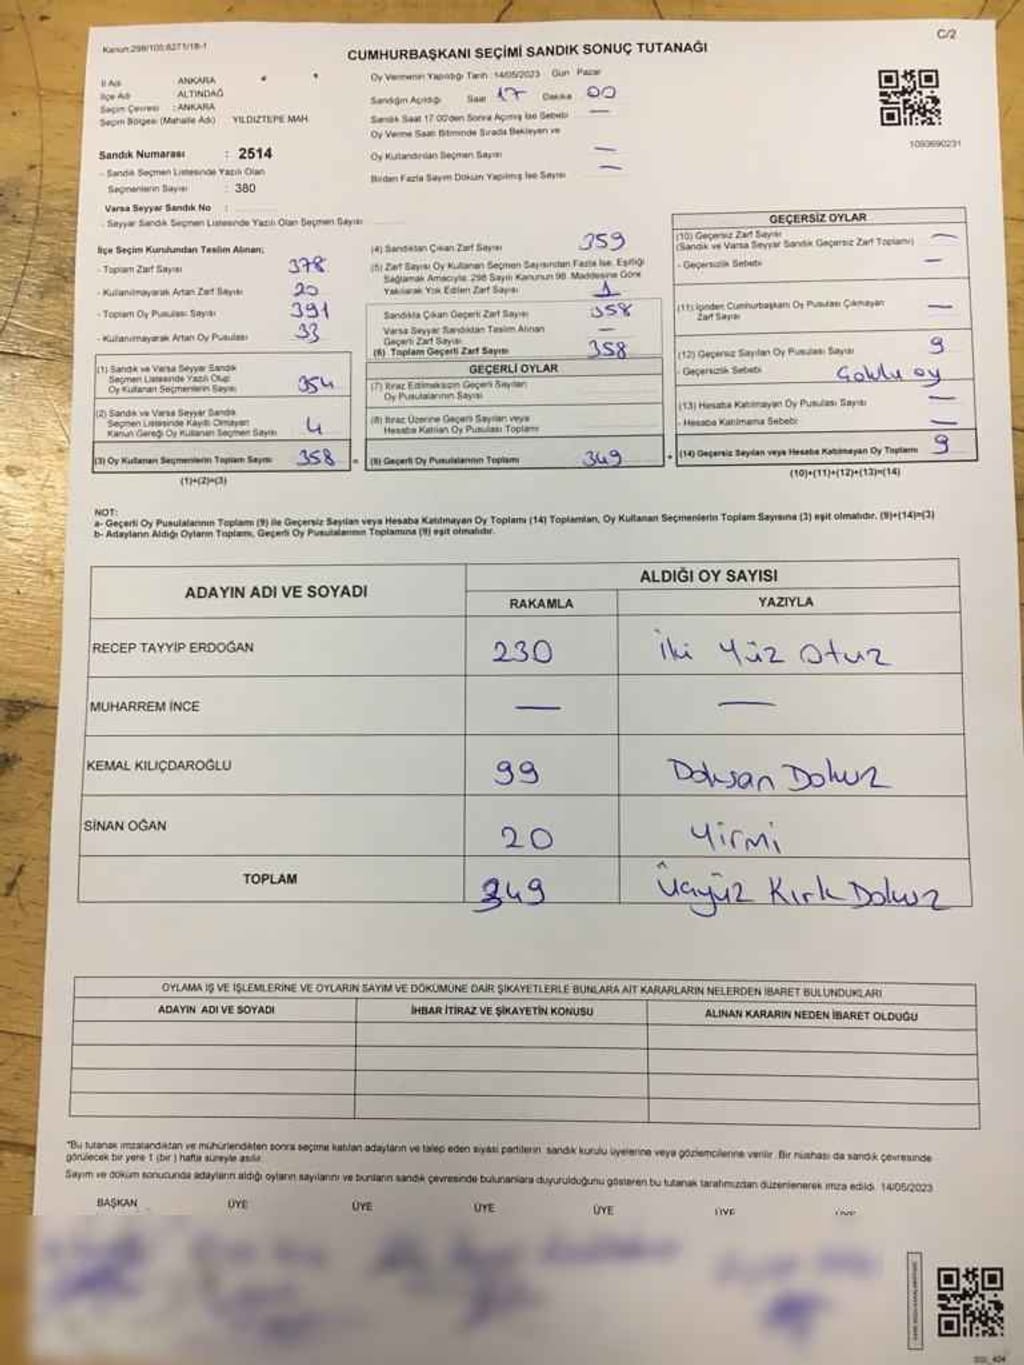 Kanun:298/105;6271/18-1
C/2
CUMHURBAŞKANI SEÇİMİ SANDIK SONUÇ TUTANAĞI
İl Adı : ANKARA
İlçe Adı : ALTINDAĞ
Seçim Çevresi : ANKARA
Seçim Bölgesi (Mahalle Adı) YILDIZTEPE MAH.
Oy Vermenin Yapıldığı Tarih : 14/05/2023 Gün Pazar
Sandığın Açıldığı Saat 17 Dakika 00
Sandık Saat 17:00'den Sonra Açılmış İse Sebebi —
Oy Verme Saati Bitiminde Sırada Bekleyen ve
Oy Kullandırılan Seçmen Sayısı —
Birden Fazla Sayım Döküm Yapılmış İse Sayısı —
1093690231
Sandık Numarası : 2514
- Sandık Seçmen Listesinde Yazılı Olan
Seçmenlerin Sayısı : 380
Varsa Seyyar Sandık No :
- Seyyar Sandık Seçmen Listesinde Yazılı Olan Seçmen Sayısı
İlçe Seçim Kurulundan Teslim Alınan;
- Toplam Zarf Sayısı 378
- Kullanılmayarak Artan Zarf Sayısı 20
- Toplam Oy Pusulası Sayısı 391
- Kullanılmayarak Artan Oy Pusulası 33
(1) Sandık ve Varsa Seyyar Sandık
Seçmen Listesinde Yazılı Olup
Oy Kullanan Seçmenlerin Sayısı 354
(2) Sandık ve Varsa Seyyar Sandık
Seçmen Listesinde Kayıtlı Olmayan
Kanun Gereği Oy Kullanan Seçmen Sayısı 4
(3) Oy Kullanan Seçmenlerin Toplam Sayısı 358 =
(1)+(2)=(3)
(4) Sandıktan Çıkan Zarf Sayısı 359
(5) Zarf Sayısı Oy Kullanan Seçmen Sayısından Fazla İse, Eşitliği
Sağlamak Amacıyla, 298 Sayılı Kanunun 98. Maddesine Göre
Yakılarak Yok Edilen Zarf Sayısı 1
Sandıkta Çıkan Geçerli Zarf Sayısı 358
Varsa Seyyar Sandıktan Teslim Alınan
Geçerli Zarf Sayısı —
(6) Toplam Geçerli Zarf Sayısı 358
GEÇERLİ OYLAR
(7) İtiraz Edilmeksizin Geçerli Sayılan
Oy Pusulalarının Sayısı
(8) İtiraz Üzerine Geçerli Sayılan veya
Hesaba Katılan Oy Pusulası Toplamı
(9) Geçerli Oy Pusulalarının Toplamı 349 +
GEÇERSİZ OYLAR
(10) Geçersiz Zarf Sayısı —
(Sandık ve Varsa Seyyar Sandık Geçersiz Zarf Toplamı)
- Geçersizlik Sebebi —
(11) İçinden Cumhurbaşkanı Oy Pusulası Çıkmayan
Zarf Sayısı —
(12) Geçersiz Sayılan Oy Pusulası Sayısı 9
- Geçersizlik Sebebi Çoklu oy
(13) Hesaba Katılmayan Oy Pusulası Sayısı —
- Hesaba Katılmama Sebebi —
(14) Geçersiz Sayılan veya Hesaba Katılmayan Oy Toplamı 9
(10)+(11)+(12)+(13)=(14)
NOT:
a- Geçerli Oy Pusulalarının Toplamı (9) ile Geçersiz Sayılan veya Hesaba Katılmayan Oy Toplamı (14) Toplamları, Oy Kullanan Seçmenlerin Toplam Sayısına (3) eşit olmalıdır. (9)+(14)=(3)
b- Adayların Aldığı Oyların Toplamı, Geçerli Oy Pusulalarının Toplamına (9) eşit olmalıdır.
ADAYIN ADI VE SOYADI
ALDIĞI OY SAYISI
RAKAMLA YAZIYLA
RECEP TAYYİP ERDOĞAN 230 İki Yüz Otuz
MUHARREM İNCE — —
KEMAL KILIÇDAROĞLU 99 Doksan Dokuz
SİNAN OĞAN 20 Yirmi
TOPLAM 349 Üçyüz Kırk Dokuz
OYLAMA İŞ VE İŞLEMLERİNE VE OYLARIN SAYIM VE DÖKÜMÜNE DAİR ŞİKAYETLERLE BUNLARA AİT KARARLARIN NELERDEN İBARET BULUNDUKLARI
ADAYIN ADI VE SOYADI İHBAR İTİRAZ VE ŞİKAYETİN KONUSU ALINAN KARARIN NEDEN İBARET OLDUĞU
*Bu tutanak imzalandıktan ve mühürlendikten sonra seçime katılan adayların ve talep eden siyasi partilerin sandık kurulu üyelerine veya gözlemcilerine verilir. Bir nüshası da sandık çevresinde
görülecek bir yere 1 (bir ) hafta süreyle asılır.
Sayım ve döküm sonucunda adayların aldığı oyların sayılarını ve bunların sandık çevresinde bulunanlara duyurulduğunu gösteren bu tutanak tarafımızdan düzenlenerek imza edildi. 14/05/2023
BAŞKAN ÜYE ÜYE ÜYE ÜYE ÜYE ÜYE